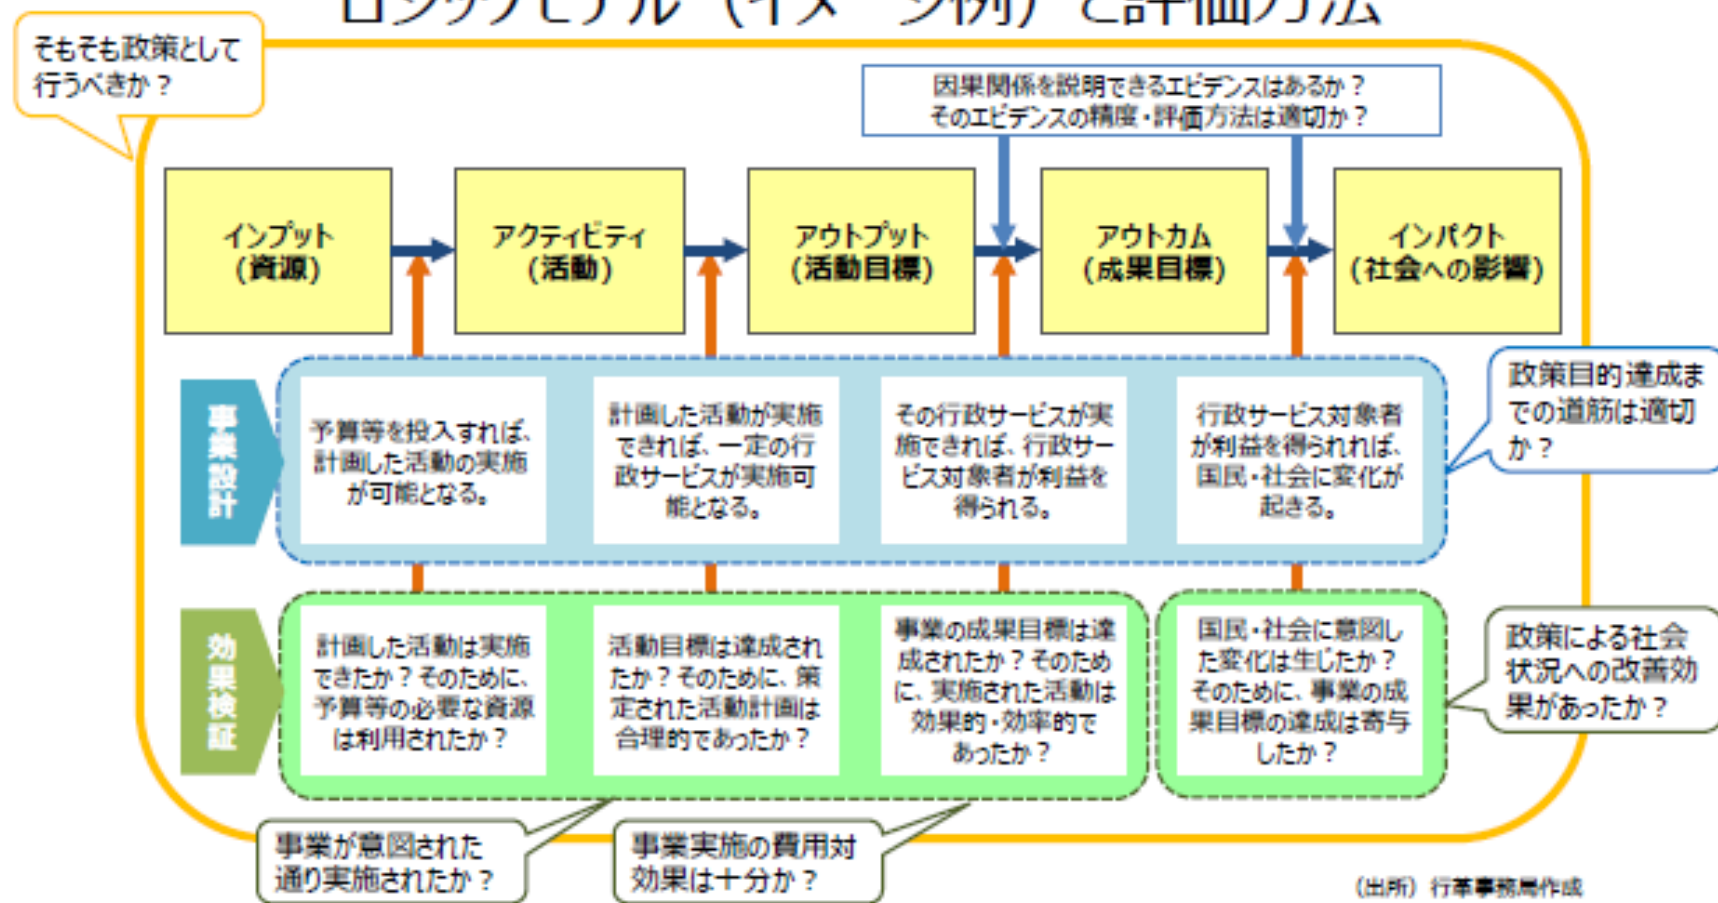 ロジックモデル（イメージ例）と評価方法
そもそも政策として
行うべきか？
因果関係を説明できるエビデンスはあるか？
そのエビデンスの精度・評価方法は適切か？
インプット
(資源)
アクティビティ
(活動)
アウトプット
(活動目標)
アウトカム
(成果目標)
インパクト
(社会への影響)
事業設計
予算等を投入すれば、
計画した活動の実施
が可能となる。
計画した活動が実施
できれば、一定の行
政サービスが実施可
能となる。
その行政サービスが実
施できれば、行政サー
ビス対象者が利益を
得られる。
行政サービス対象者
が利益を得られれば、
国民・社会に変化が
起きる。
政策目的達成ま
での道筋は適切
か？
効果検証
計画した活動は実施
できたか？そのために、
予算等の必要な資源
は利用されたか？
活動目標は達成され
たか？そのために、策
定された活動計画は
合理的であったか？
事業の成果目標は達
成されたか？そのため
に、実施された活動は
効果的・効率的で
あったか？
国民・社会に意図し
た変化は生じたか？
そのために、事業の成
果目標の達成は寄与
したか？
政策による社会
状況への改善効
果があったか？
事業が意図された
通り実施されたか？
事業実施の費用対
効果は十分か？
（出所）行革事務局作成